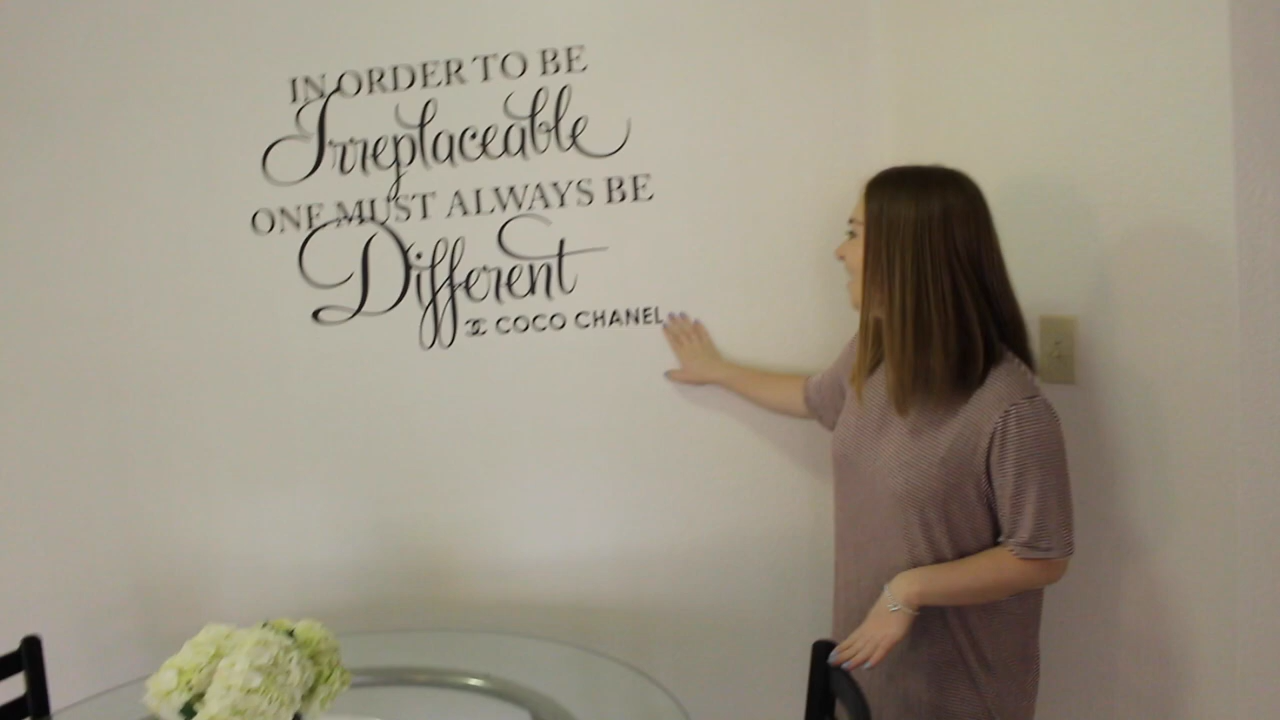 IN ORDER TO BE
Irreplaceable
ONE MUST ALWAYS BE
Different
COCO CHANEL